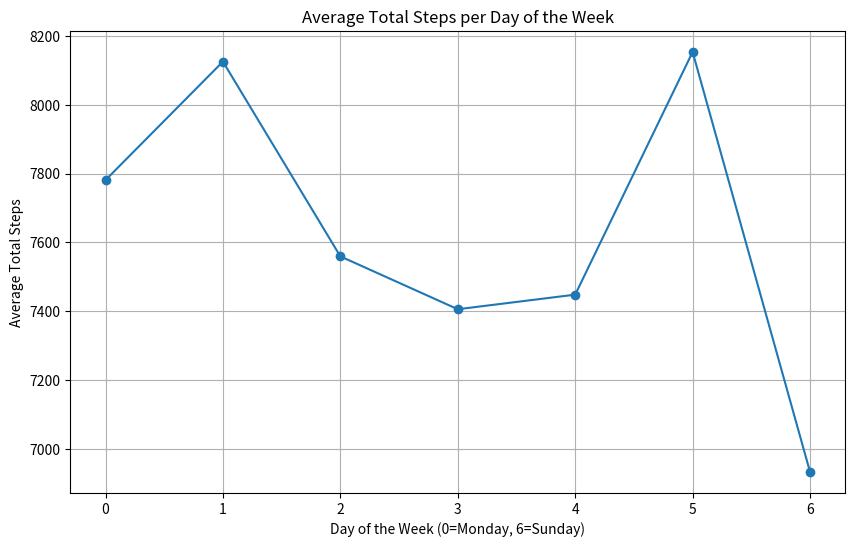 Average Total Steps per Day of the Week
Average Total Steps
8200
8000
7800
7600
7400
7200
7000
0 1 2 3 4 5 6
Day of the Week (0=Monday, 6=Sunday)